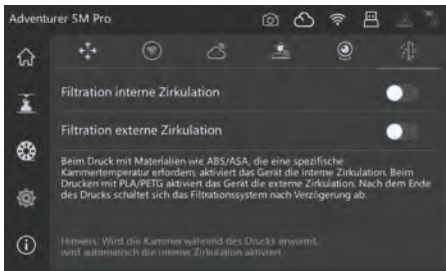 Adventurer 5M Pro
Filtration interne Zirkulation
Filtration externe Zirkulation
Beim Druck mit Materialien wie ABS/ASA, die eine spezifische
Kammertemperatur erfordern, aktiviert das Gerät die interne Zirkulation. Beim
Drucken mit PLA/PETG aktiviert das Gerät die externe Zirkulation. Nach dem Ende
des Drucks schaltet sich das Filtrationssystem nach Verzögerung ab.
Hinweis: Wird die Kammer während des Drucks erwärmt,
wird automatisch die interne Zirkulation aktiviert.